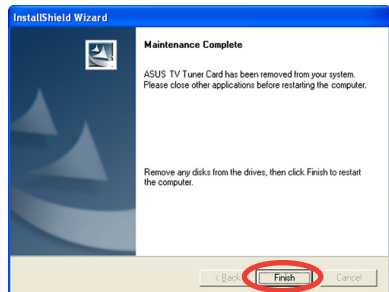 InstallShield Wizard
Maintenance Complete
ASUS TV Tuner Card has been removed from your system.
Please close other applications before restarting the computer.
Remove any disks from the drives, then click Finish to restart
the computer.
< Back Finish Cancel